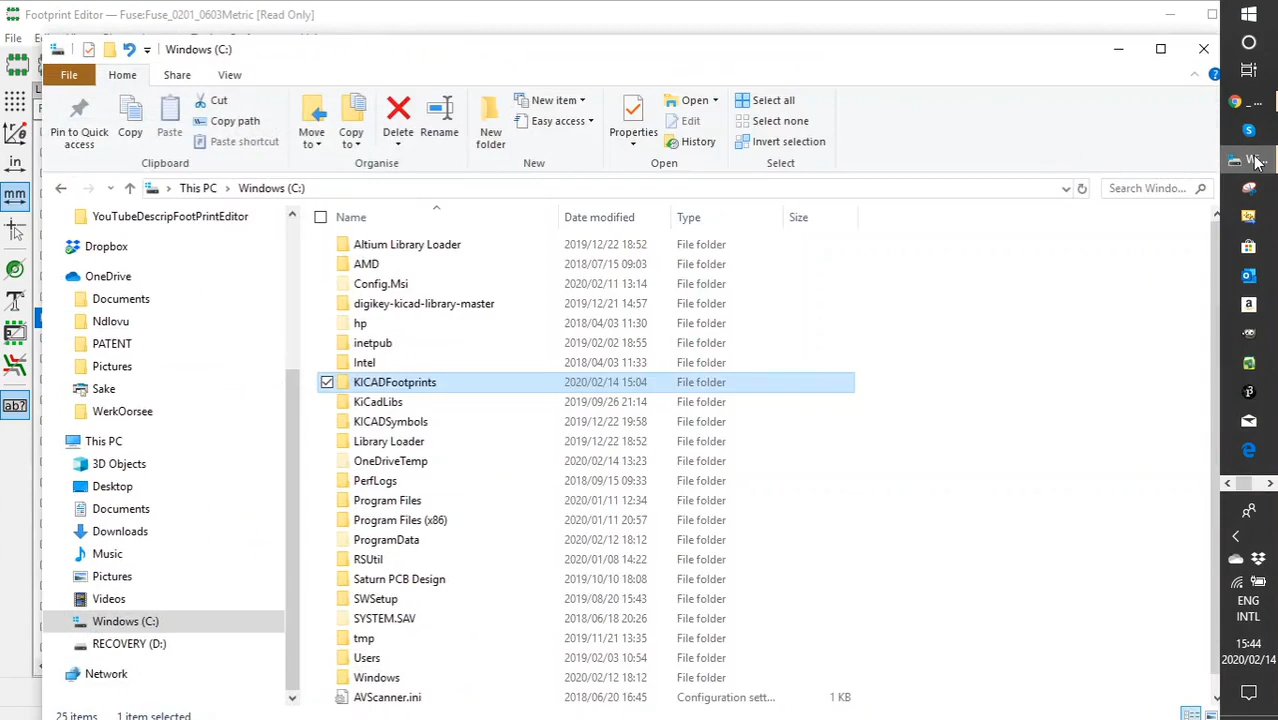 Footprint Editor — Fuse:Fuse_0201_0603Metric [Read Only]
File
Windows (C:)
File Home Share View
Pin to Quick access
Copy
Paste
Cut
Copy path
Paste shortcut
Clipboard
Move to
Copy to
Delete
Rename
Organise
New folder
New item
Easy access
New
Properties
Open
Edit
History
Open
Select all
Select none
Invert selection
Select
This PC > Windows (C:)
Search Windo...
YouTubeDescripFootPrintEditor
Dropbox
OneDrive
Documents
Ndlovu
PATENT
Pictures
Sake
WerkOorsee
This PC
3D Objects
Desktop
Documents
Downloads
Music
Pictures
Videos
Windows (C:)
RECOVERY (D:)
Network
Name Date modified Type Size
Altium Library Loader 2019/12/22 18:52 File folder
AMD 2018/07/15 09:03 File folder
Config.Msi 2020/02/11 13:14 File folder
digikey-kicad-library-master 2019/12/21 14:57 File folder
hp 2018/04/03 11:30 File folder
inetpub 2019/02/02 18:55 File folder
Intel 2018/04/03 11:33 File folder
KICADFootprints 2020/02/14 15:04 File folder
KiCadLibs 2019/09/26 21:14 File folder
KICADSymbols 2019/12/22 19:58 File folder
Library Loader 2019/12/22 18:52 File folder
OneDriveTemp 2020/02/14 13:23 File folder
PerfLogs 2018/09/15 09:33 File folder
Program Files 2020/01/11 12:34 File folder
Program Files (x86) 2020/01/11 20:57 File folder
ProgramData 2020/02/12 18:12 File folder
RSUtil 2020/01/08 14:22 File folder
Saturn PCB Design 2019/10/10 18:08 File folder
SWSetup 2019/08/20 15:43 File folder
SYSTEM.SAV 2018/06/18 20:26 File folder
tmp 2019/11/21 13:35 File folder
Users 2019/02/03 10:54 File folder
Windows 2020/02/12 18:12 File folder
AVScanner.ini 2018/06/20 16:45 Configuration sett... 1 KB
25 items 1 item selected
in
mm
ab?
ENG
INTL
15:44
2020/02/14